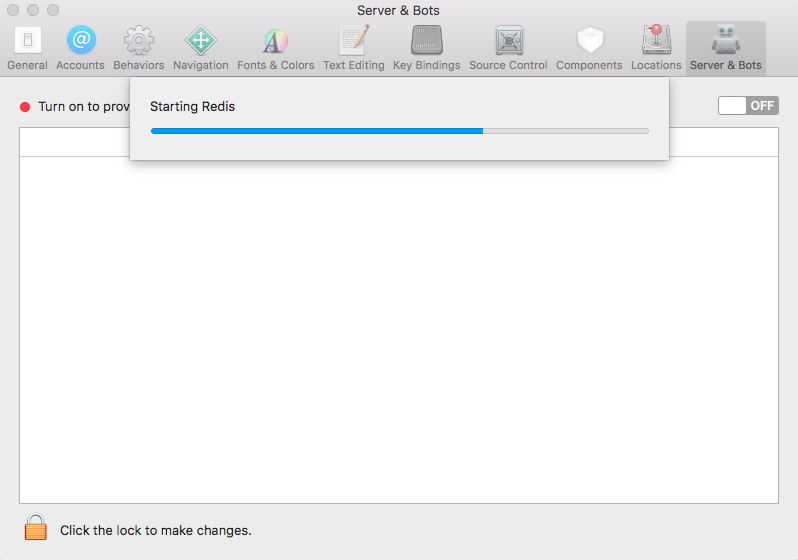 Server & Bots
General Accounts Behaviors Navigation Fonts & Colors Text Editing Key Bindings Source Control Components Locations Server & Bots
Turn on to prov
OFF
Starting Redis
Click the lock to make changes.